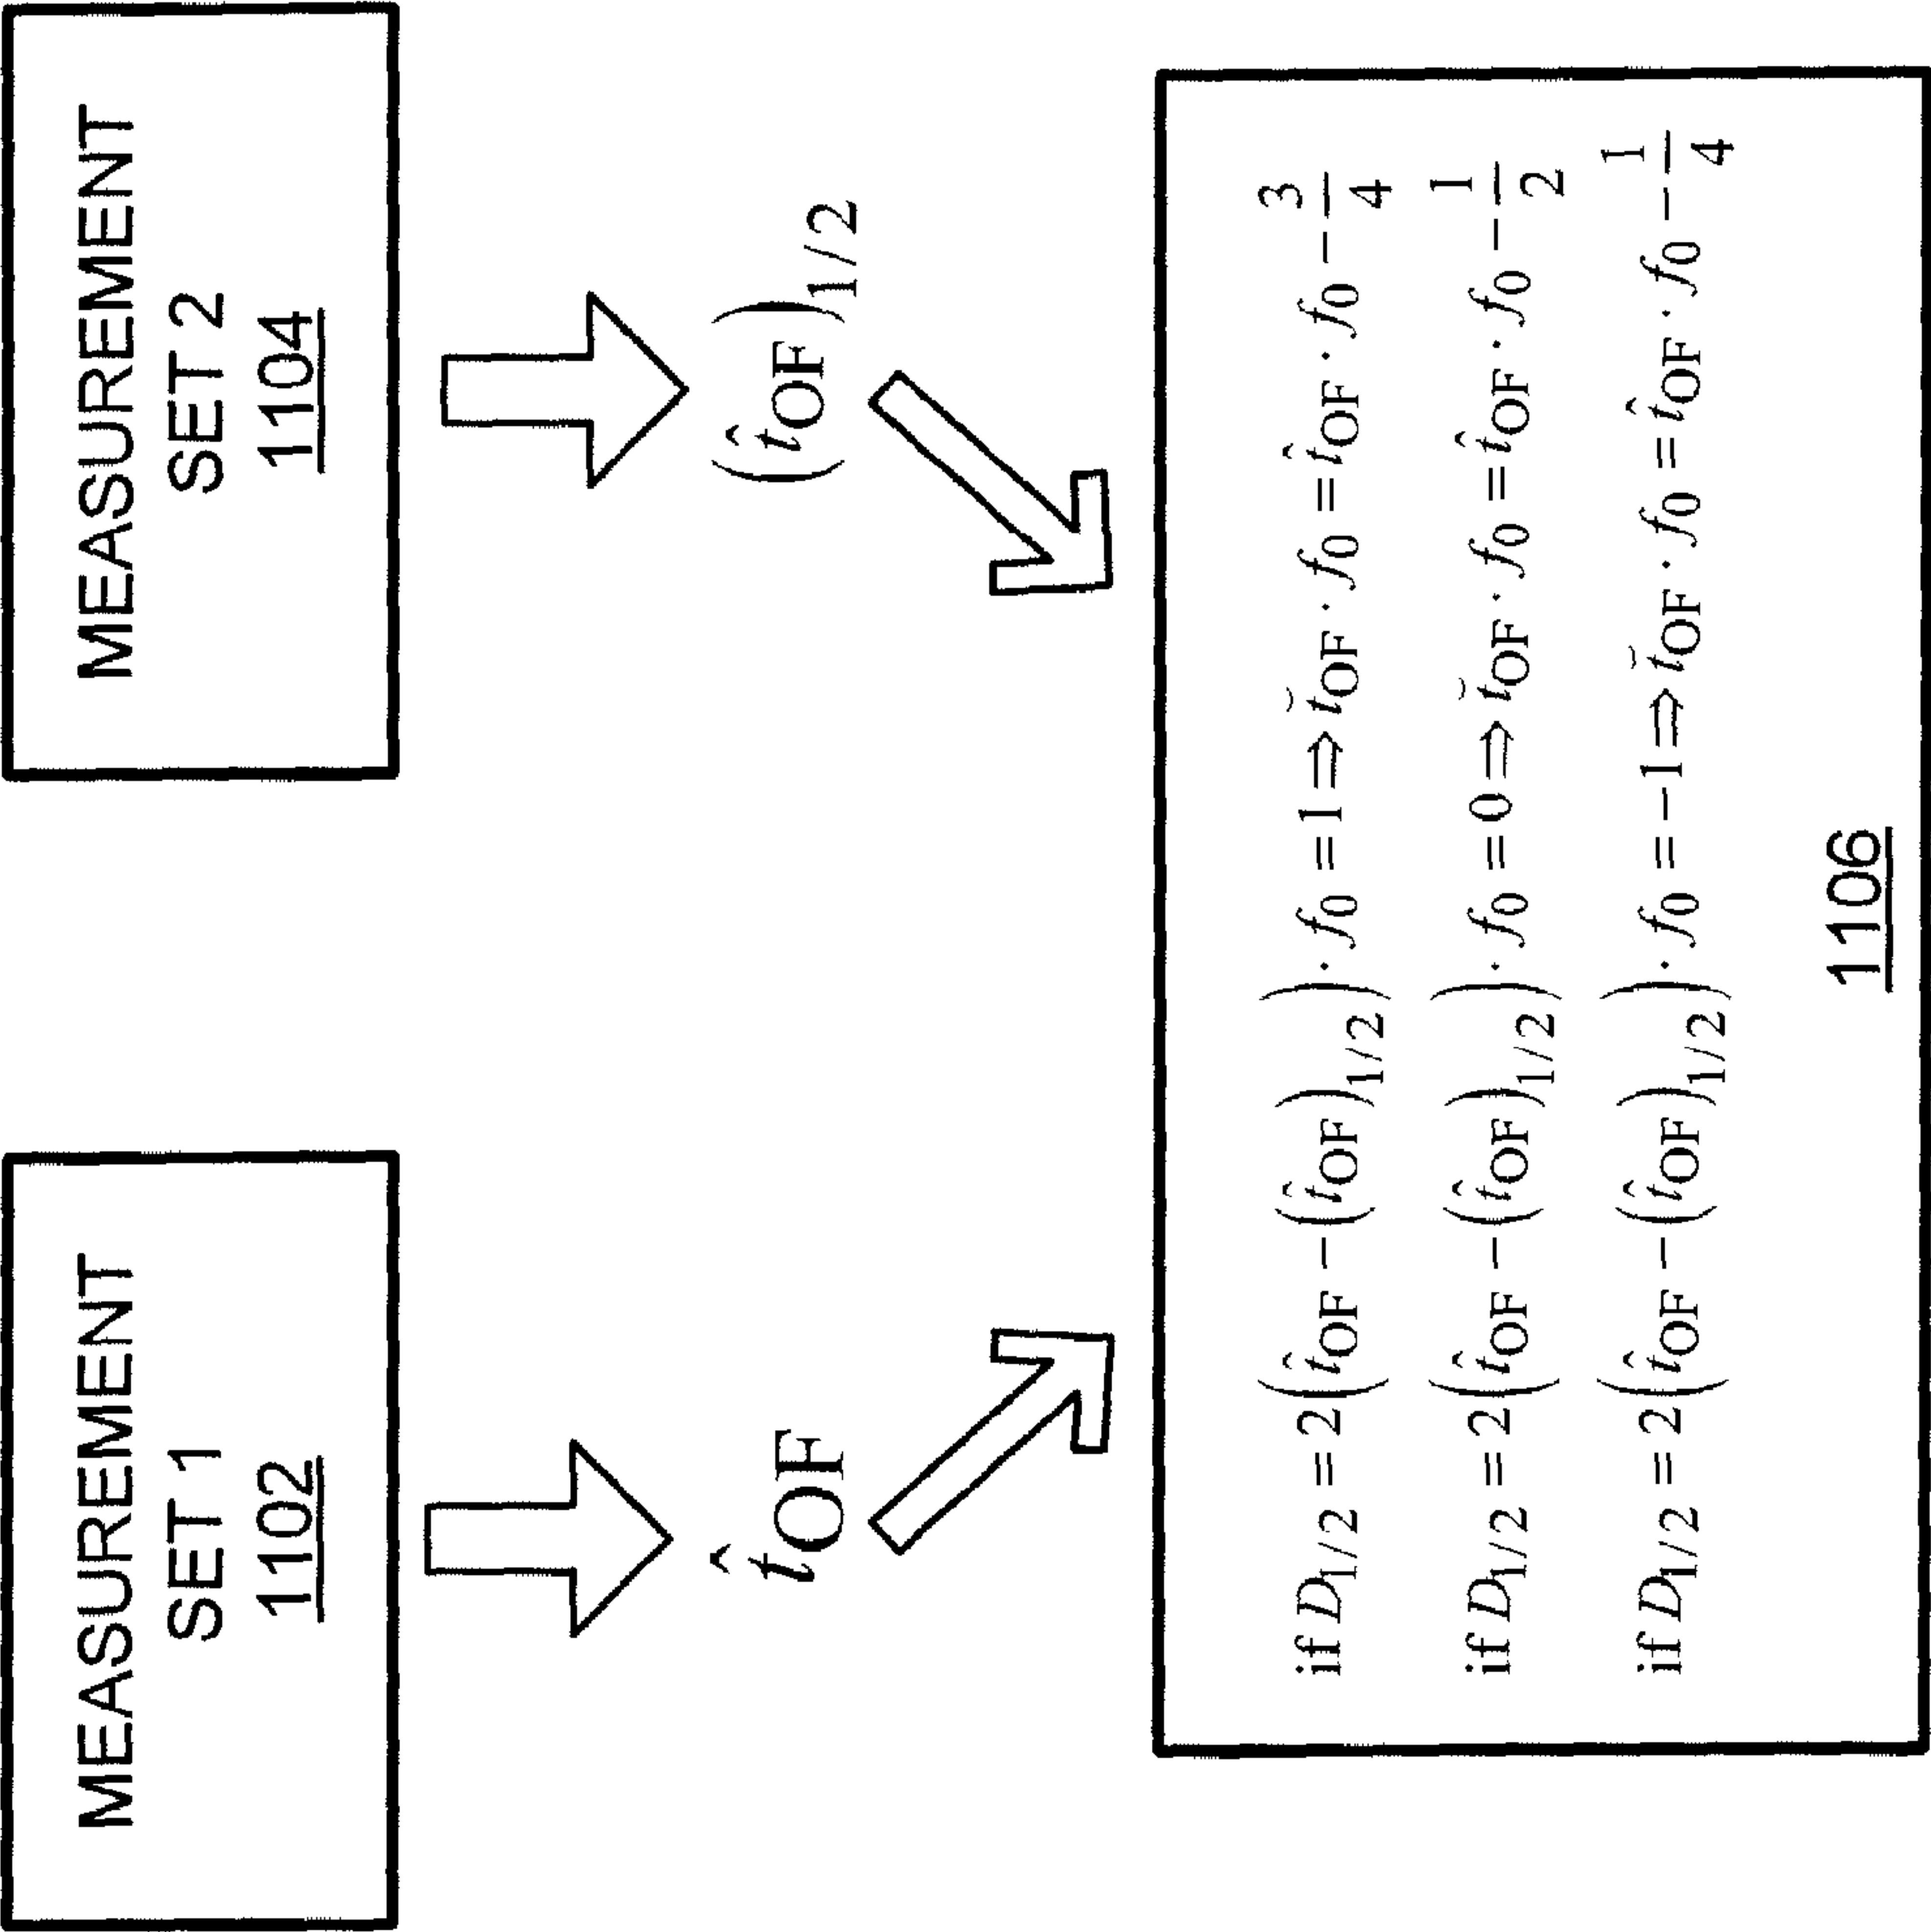 MEASUREMENT
SET 1
1102
MEASUREMENT
SET 2
1104
t̂OF
(t̂OF)1/2
if D1/2 = 2(t̂OF − (t̂OF)1/2) · f0 = 1 ⇒ t̆OF · f0 = t̂OF · f0 − 3/4
if D1/2 = 2(t̂OF − (t̂OF)1/2) · f0 = 0 ⇒ t̆OF · f0 = t̂OF · f0 − 1/2
if D1/2 = 2(t̂OF − (t̂OF)1/2) · f0 = −1 ⇒ t̆OF · f0 = t̂OF · f0 − 1/4
1106